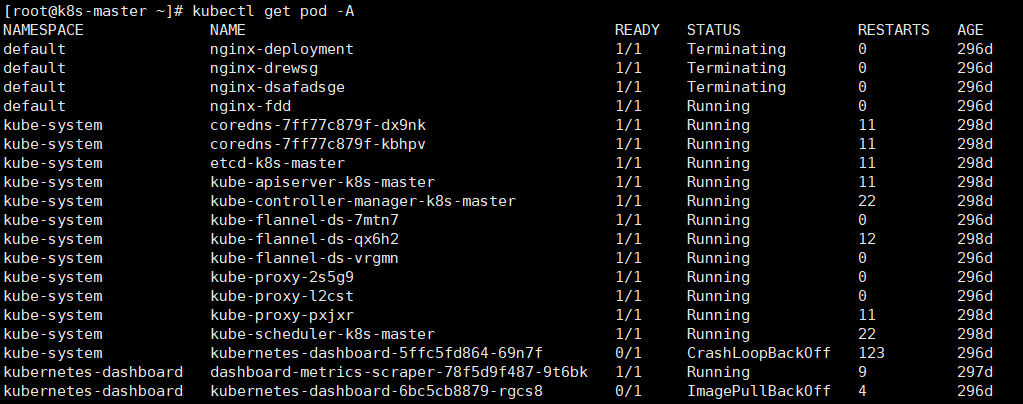 [root@k8s-master ~]# kubectl get pod -A
NAMESPACE NAME READY STATUS RESTARTS AGE
default nginx-deployment 1/1 Terminating 0 296d
default nginx-drewsg 1/1 Terminating 0 296d
default nginx-dsafadsge 1/1 Terminating 0 296d
default nginx-fdd 1/1 Running 0 296d
kube-system coredns-7ff77c879f-dx9nk 1/1 Running 11 298d
kube-system coredns-7ff77c879f-kbhpv 1/1 Running 11 298d
kube-system etcd-k8s-master 1/1 Running 11 298d
kube-system kube-apiserver-k8s-master 1/1 Running 11 298d
kube-system kube-controller-manager-k8s-master 1/1 Running 22 298d
kube-system kube-flannel-ds-7mtn7 1/1 Running 0 296d
kube-system kube-flannel-ds-qx6h2 1/1 Running 12 298d
kube-system kube-flannel-ds-vrgmn 1/1 Running 0 296d
kube-system kube-proxy-2s5g9 1/1 Running 0 296d
kube-system kube-proxy-l2cst 1/1 Running 0 296d
kube-system kube-proxy-pxjxr 1/1 Running 11 298d
kube-system kube-scheduler-k8s-master 1/1 Running 22 298d
kube-system kubernetes-dashboard-5ffc5fd864-69n7f 0/1 CrashLoopBackOff 123 296d
kubernetes-dashboard dashboard-metrics-scraper-78f5d9f487-9t6bk 1/1 Running 9 297d
kubernetes-dashboard kubernetes-dashboard-6bc5cb8879-rgcs8 0/1 ImagePullBackOff 4 296d